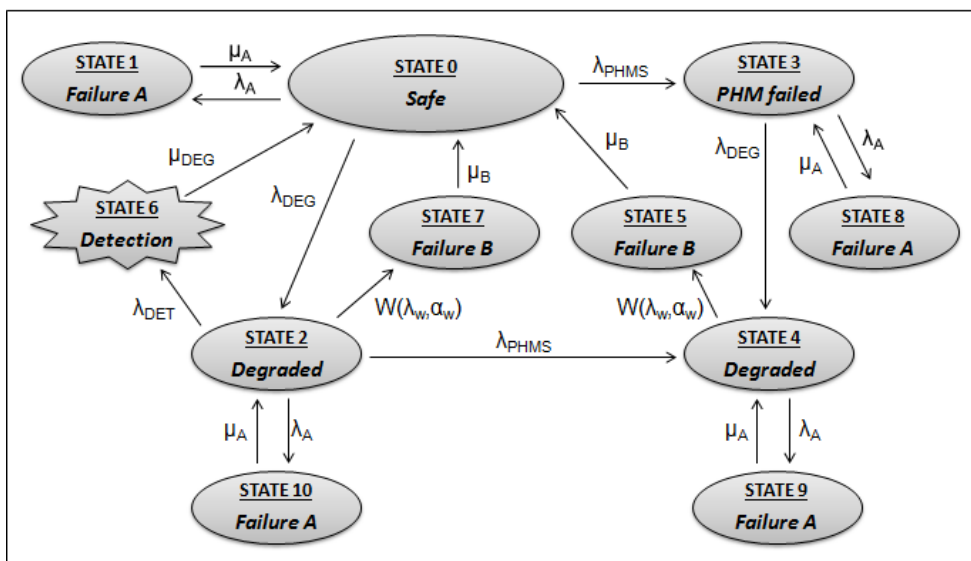 STATE 1
Failure A
μA
λA
STATE 0
Safe
λPHMS
STATE 3
PHM failed
μDEG
λDEG
μB
μB
λDEG
μA
λA
STATE 6
Detection
STATE 7
Failure B
STATE 5
Failure B
STATE 8
Failure A
λDET
W(λw,αw)
W(λw,αw)
STATE 2
Degraded
λPHMS
STATE 4
Degraded
μA
λA
μA
λA
STATE 10
Failure A
STATE 9
Failure A